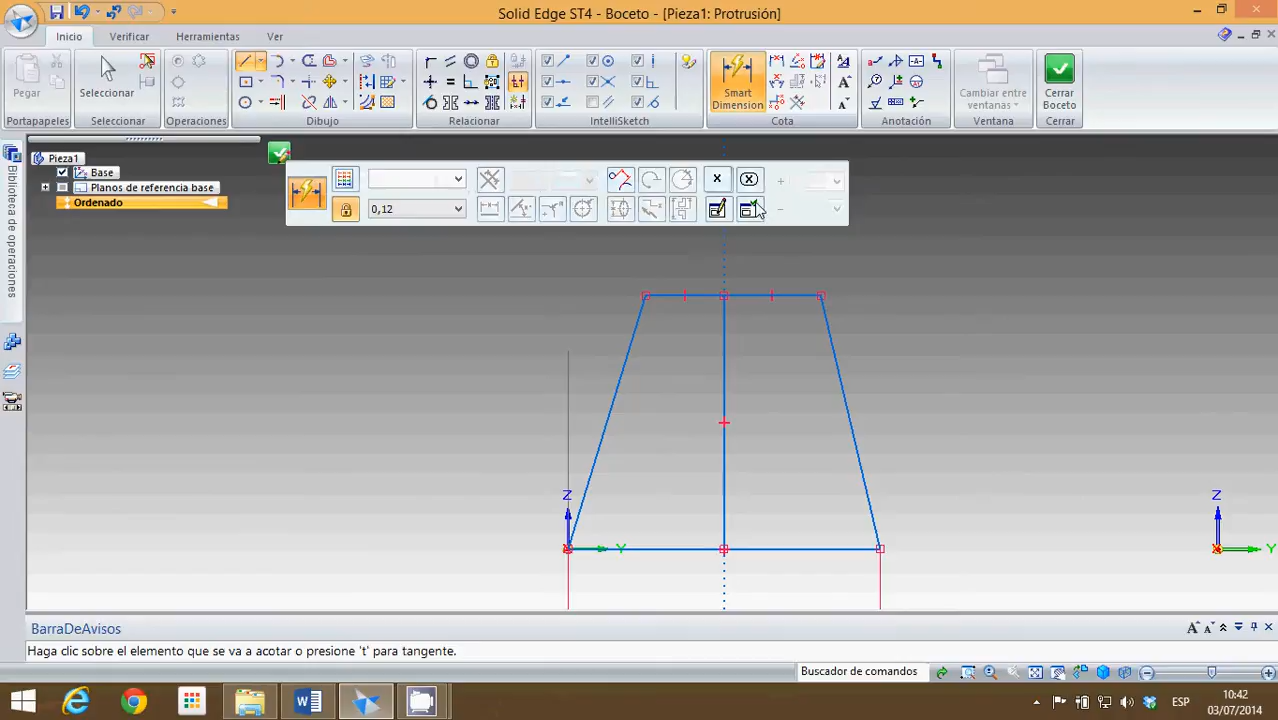 Solid Edge ST4 - Boceto - [Pieza1: Protrusión]
Inicio Verificar Herramientas Ver
Pegar
Seleccionar
Smart
Dimension
Cambiar entre
ventanas
Cerrar
Boceto
Portapapeles Seleccionar Operaciones Dibujo Relacionar IntelliSketch Cota Anotación Ventana Cerrar
Pieza1
Base
Planos de referencia base
Ordenado
Biblioteca de piezas
0,12
Z
Y
Z
Y
BarraDeAvisos
Haga clic sobre el elemento que se va a acotar o presione 't' para tangente.
Buscador de comandos
ESP
10:42
03/07/2014